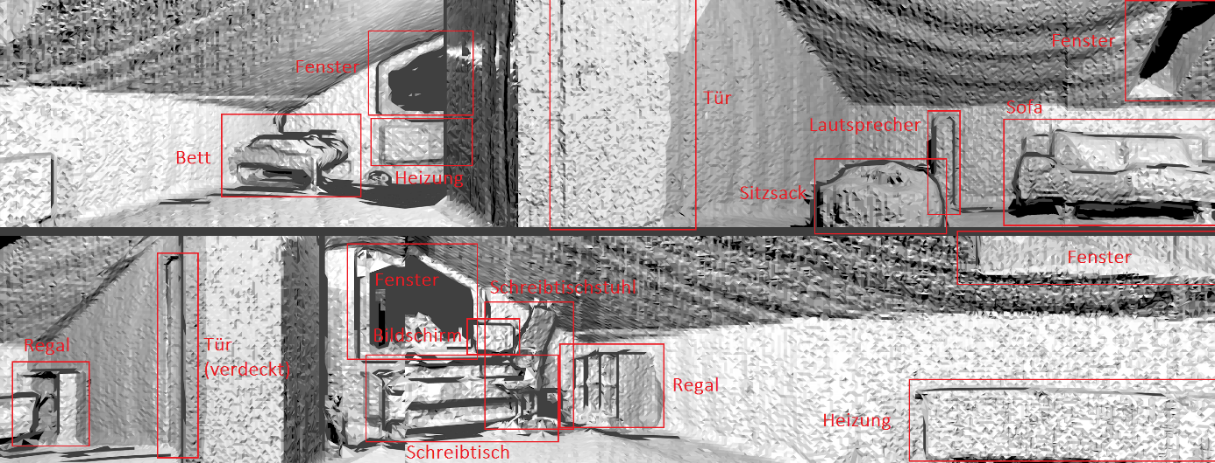 Fenster
Bett
Heizung
Tür
Fenster
Lautsprecher
Sofa
Sitzsack
Regal
Tür
(verdeckt)
Fenster
Schreibtischstuhl
Bildschirm
Schreibtisch
Regal
Fenster
Heizung